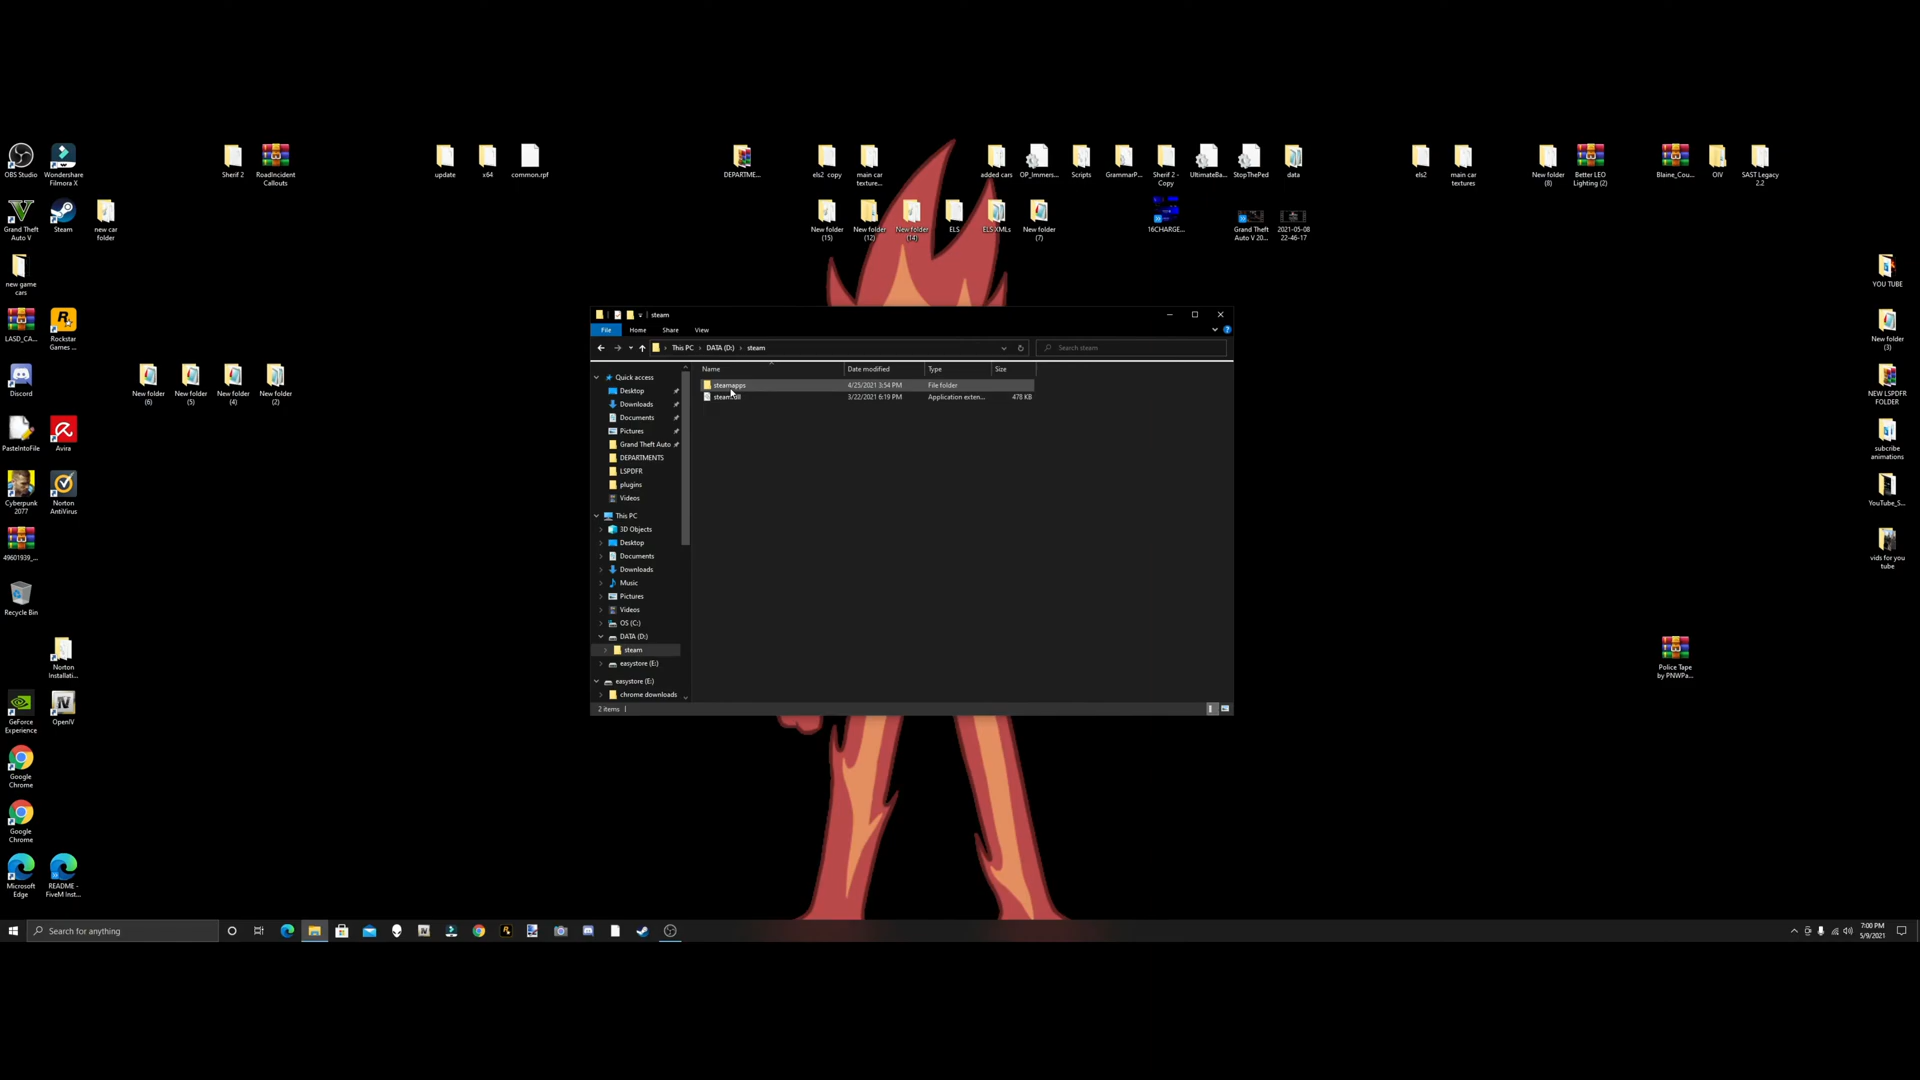 OBS Studio
Wondershare Filmora X
Sherif 2
RoadIncident Callouts
update
x64
common.rpf
DEPARTME...
els2 copy
main car texture...
added cars
OP_Immers...
Scripts
GrammarP...
Sherif 2 - Copy
UltimateBa...
StopThePed
data
els2
main car textures
New folder (8)
Better LEO Lighting (2)
Blaine_Cou...
OIV
SAST Legacy 2.2
Grand Theft Auto V
Steam
new car folder
New folder (15)
New folder (12)
New folder (14)
ELS
ELS XMLs
New folder (7)
16CHARGE...
Grand Theft Auto V 20...
2021-05-08 22-46-17
new game cars
YOU TUBE
LASD_CA...
Rockstar Games ...
New folder (3)
Discord
New folder (6)
New folder (5)
New folder (4)
New folder (2)
NEW LSPDFR FOLDER
PasteIntoFile
Avira
subcribe animations
Cyberpunk 2077
Norton AntiVirus
YouTube_S...
49601939_...
vids for you tube
Recycle Bin
Norton Installati...
Police Tape by PNWPa...
GeForce Experience
OpenIV
Google Chrome
Google Chrome
Microsoft Edge
README - FiveM Inst...
steam
File Home Share View
This PC > DATA (D:) > steam
Search steam
Name Date modified Type Size
steamapps 4/25/2021 3:54 PM File folder
3/22/2021 6:19 PM Application exten... 478 KB
Quick access
Desktop
Downloads
Documents
Pictures
Grand Theft Auto
DEPARTMENTS
LSPDFR
plugins
Videos
This PC
3D Objects
Desktop
Documents
Downloads
Music
Pictures
Videos
OS (C:)
DATA (D:)
steam
easystore (E:)
easystore (E:)
chrome downloads
2 items
Search for anything
7:00 PM
5/9/2021